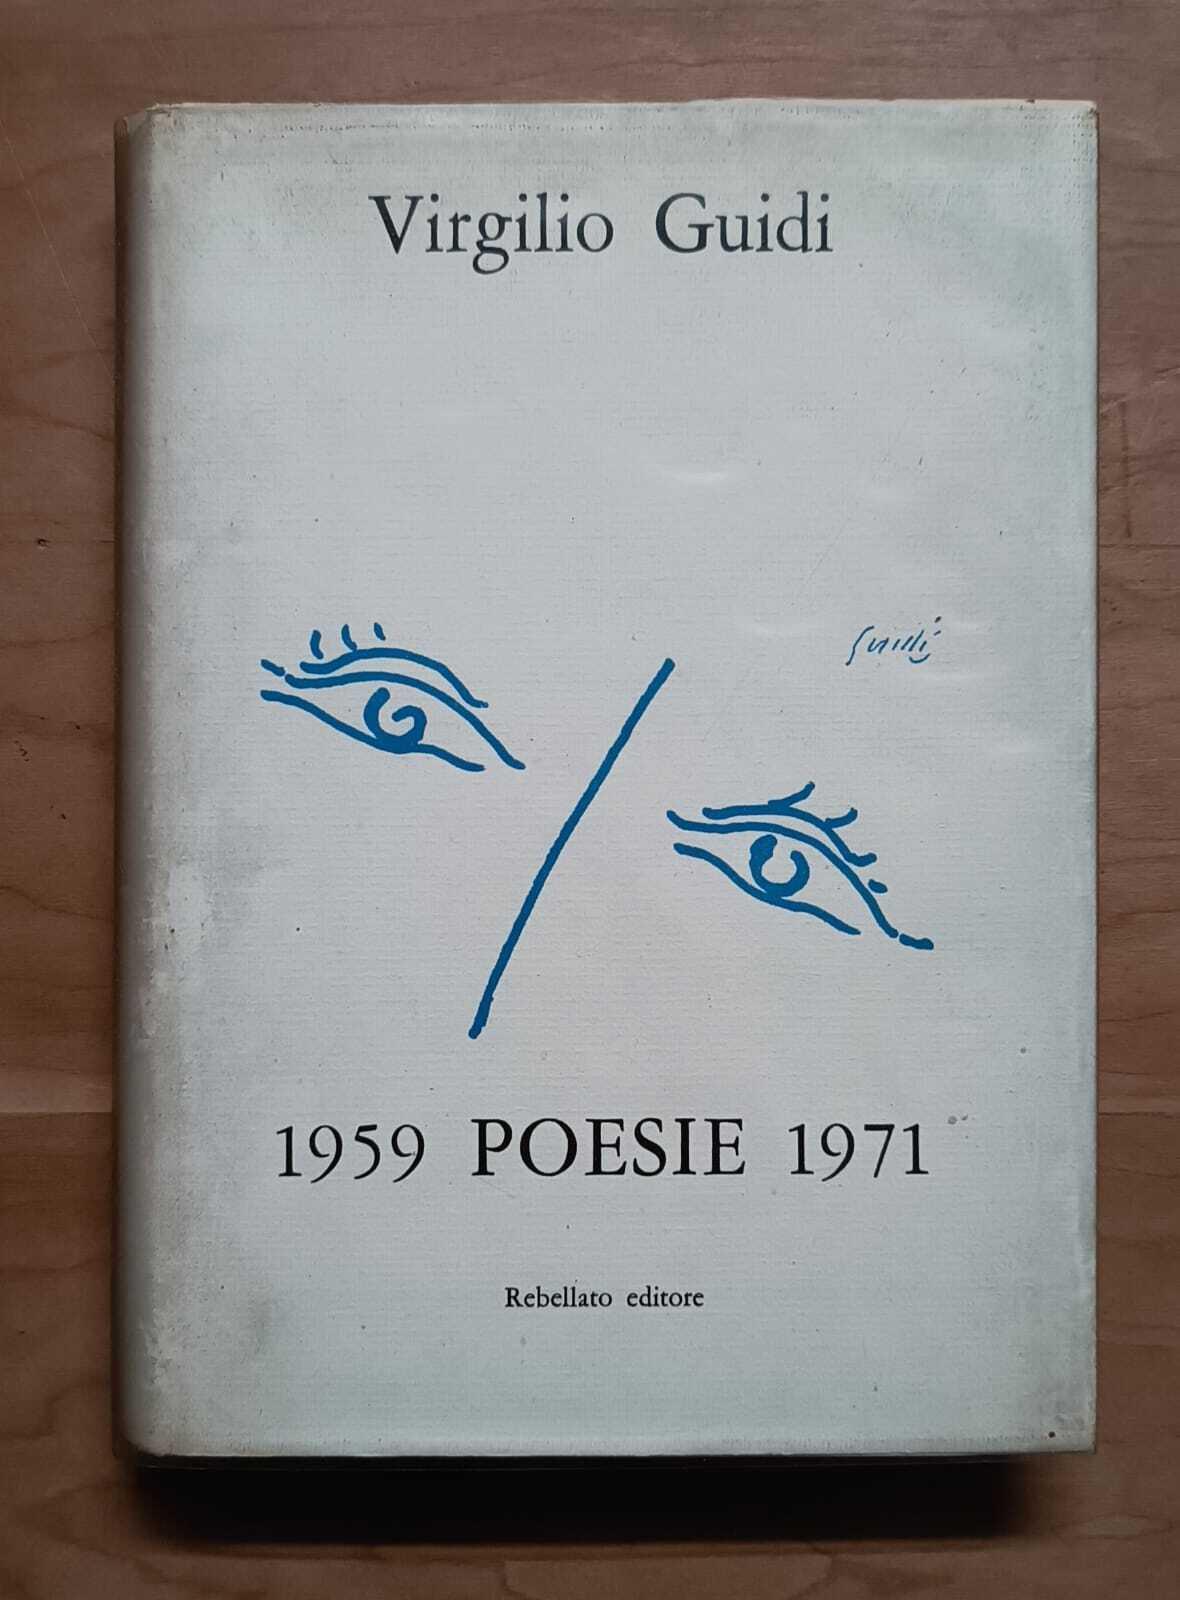 Virgilio Guidi
Guidi
1959 POESIE 1971
Rebellato editore